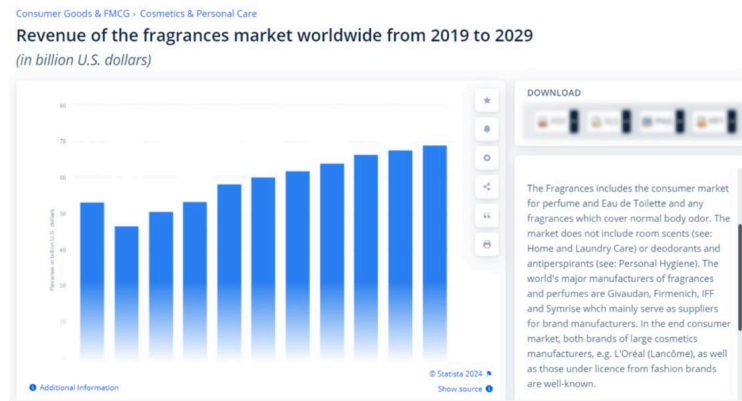 Consumer Goods & FMCG › Cosmetics & Personal Care
Revenue of the fragrances market worldwide from 2019 to 2029
(in billion U.S. dollars)
80
70
60
50
40
30
20
Revenue in billion U.S. dollars
© Statista 2024
Additional Information
Show source
DOWNLOAD
The Fragrances includes the consumer market
for perfume and Eau de Toilette and any
fragrances which cover normal body odor. The
market does not include room scents (see:
Home and Laundry Care) or deodorants and
antiperspirants (see: Personal Hygiene). The
world's major manufacturers of fragrances
and perfumes are Givaudan, Firmenich, IFF
and Symrise whch mainly serve as suppliers
for brand manufacturers. In the end consumer
market, both brands of large cosmetics
manufacturers, e.g. L'Oréal (Lancôme), as well
as those under licence from fashion brands
are well-known.